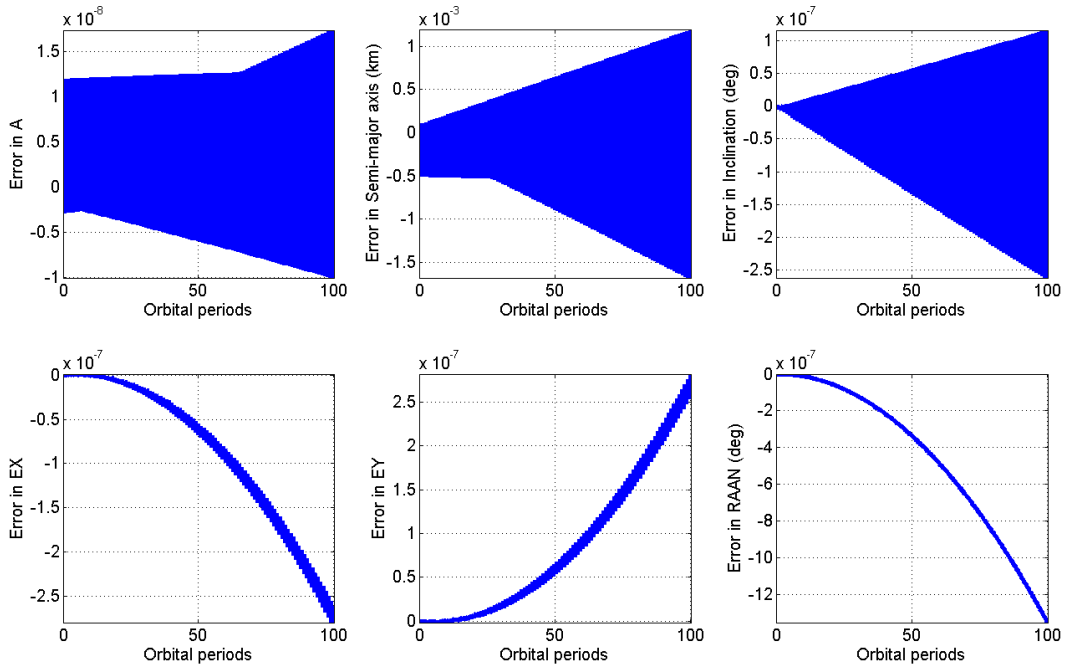 x 10-8
1.5
1
0.5
0
-0.5
-1
Error in A
0 50 100
Orbital periods
x 10-3
1
0.5
0
-0.5
-1
-1.5
Error in Semi-major axis (km)
0 50 100
Orbital periods
x 10-7
1
0.5
0
-0.5
-1
-1.5
-2
-2.5
Error in Inclination (deg)
0 50 100
Orbital periods
x 10-7
0
-0.5
-1
-1.5
-2
-2.5
Error in EX
0 50 100
Orbital periods
x 10-7
2.5
2
1.5
1
0.5
0
Error in EY
0 50 100
Orbital periods
x 10-7
0
-2
-4
-6
-8
-10
-12
Error in RAAN (deg)
0 50 100
Orbital periods